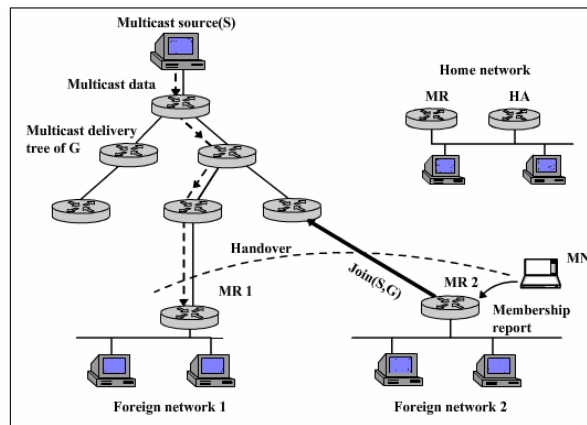 Multicast source(S)
Multicast data
Home network
MR
HA
Multicast delivery
tree of G
Handover
MN
Join(S,G)
MR 1
MR 2
Membership
report
Foreign network 1
Foreign network 2